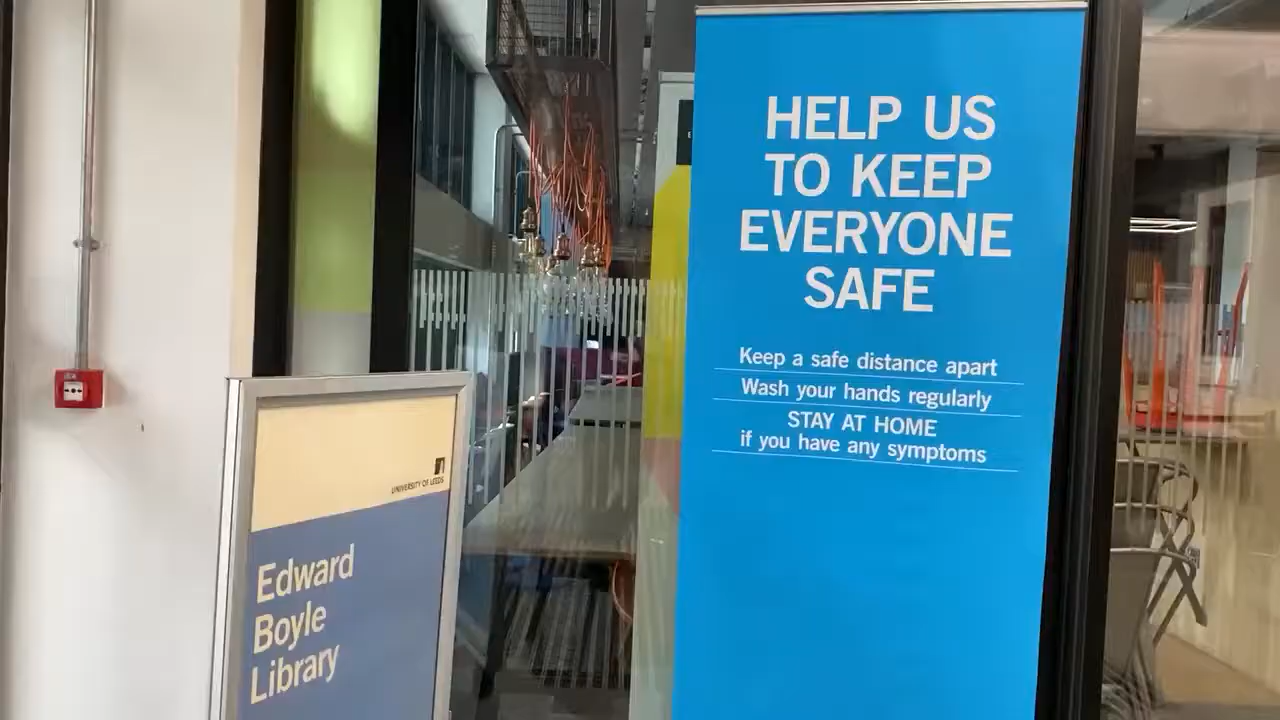 UNIVERSITY OF LEEDS
Edward
Boyle
Library
HELP US
TO KEEP
EVERYONE
SAFE
Keep a safe distance apart
Wash your hands regularly
STAY AT HOME
if you have any symptoms